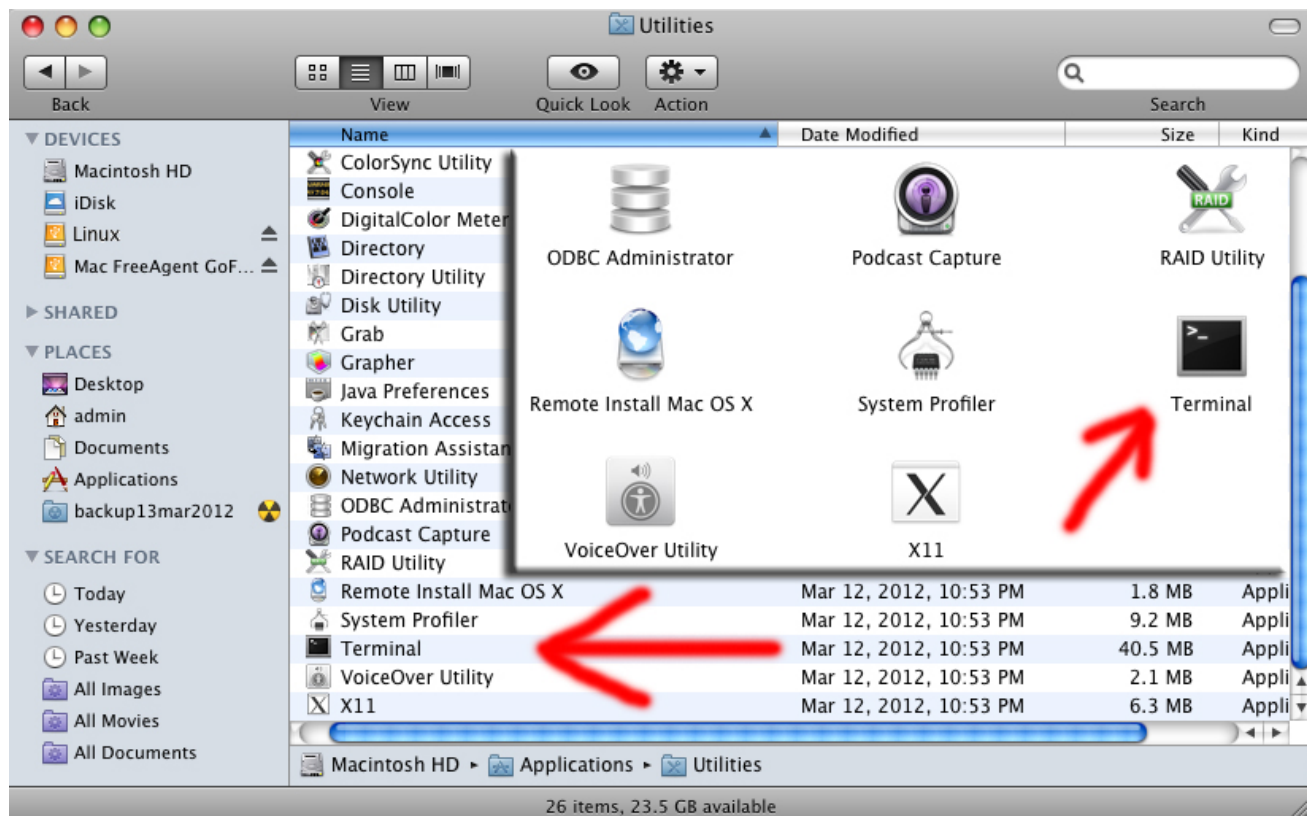 Utilities
Back
View
Quick Look
Action
Search
DEVICES
Macintosh HD
iDisk
Linux
Mac FreeAgent GoF...
SHARED
PLACES
Desktop
admin
Documents
Applications
backup13mar2012
SEARCH FOR
Today
Yesterday
Past Week
All Images
All Movies
All Documents
Name Date Modified Size Kind
ColorSync Utility
Console
DigitalColor Meter
Directory
Directory Utility
Disk Utility
Grab
Grapher
Java Preferences
Keychain Access
Migration Assistan
Network Utility
ODBC Administrat
Podcast Capture
RAID Utility
Remote Install Mac OS X Mar 12, 2012, 10:53 PM 1.8 MB Appli
System Profiler Mar 12, 2012, 10:53 PM 9.2 MB Appli
Terminal Mar 12, 2012, 10:53 PM 40.5 MB Appli
VoiceOver Utility Mar 12, 2012, 10:53 PM 2.1 MB Appli
X11 Mar 12, 2012, 10:53 PM 6.3 MB Appli
ODBC Administrator
Podcast Capture
RAID
RAID Utility
Remote Install Mac OS X
System Profiler
>_
Terminal
VoiceOver Utility
X
X11
Macintosh HD ▸ Applications ▸ Utilities
26 items, 23.5 GB available